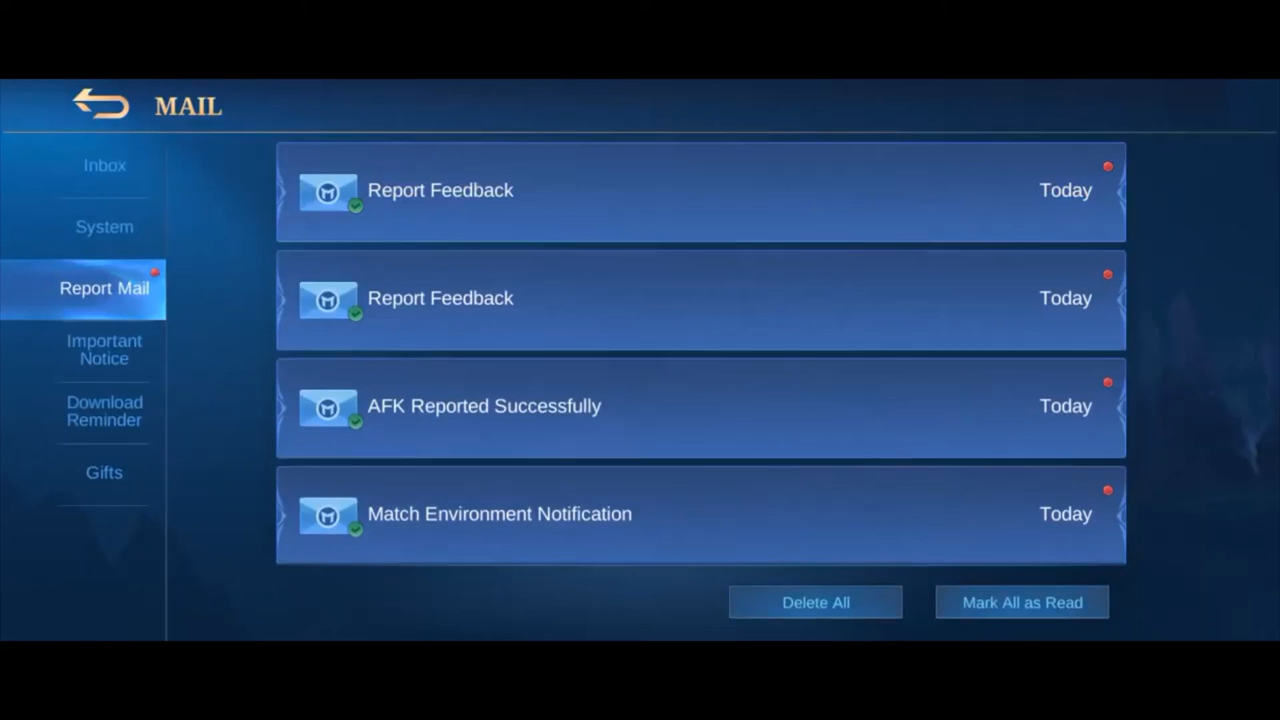 MAIL
Inbox
System
Report Mail
Important
Notice
Download
Reminder
Gifts
Report Feedback
Today
Report Feedback
Today
AFK Reported Successfully
Today
Match Environment Notification
Today
Delete All
Mark All as Read